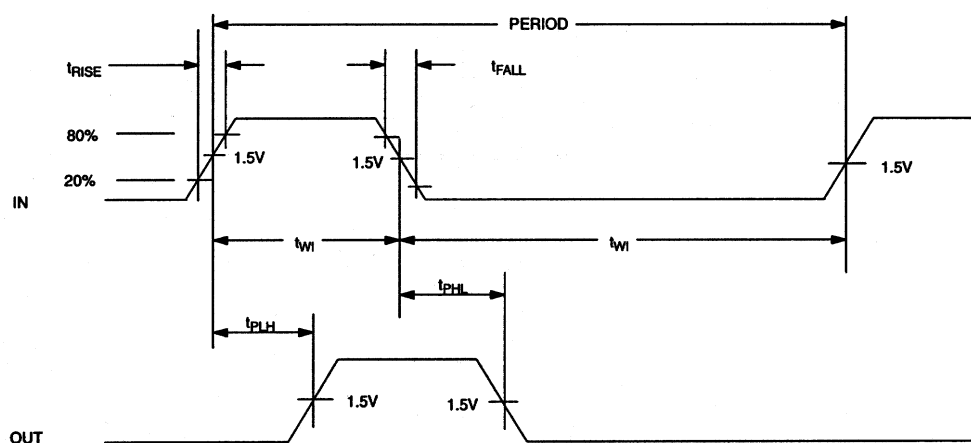 PERIOD
tRISE
tFALL
80%
1.5V
1.5V
1.5V
20%
IN
tWI
tWI
tPHL
tPLH
1.5V
1.5V
OUT